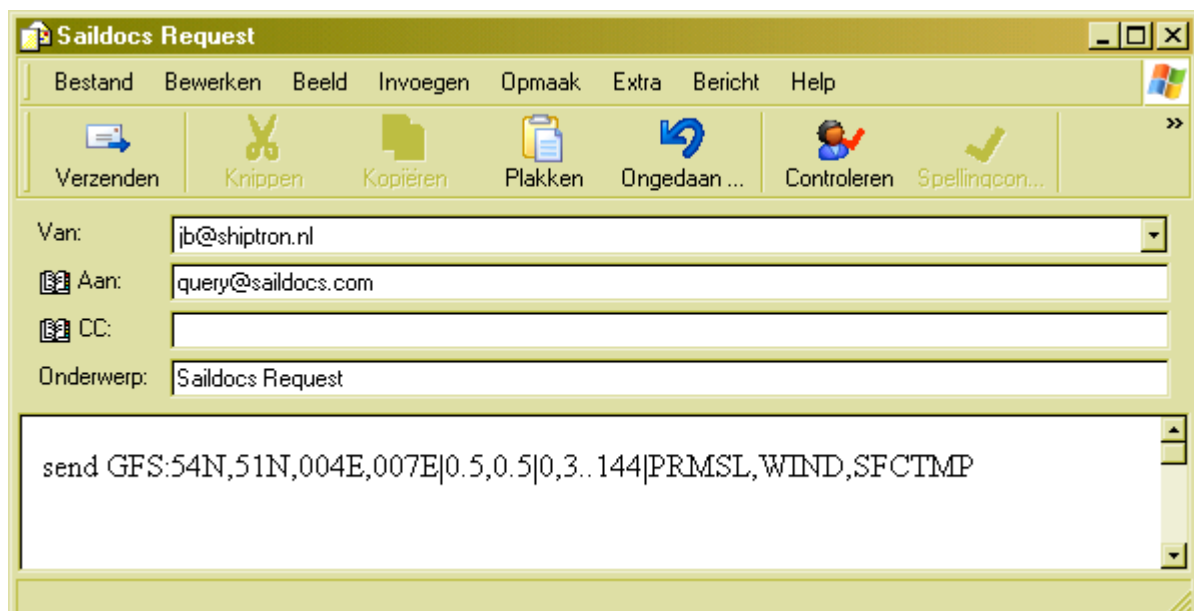 Saildocs Request
Bestand Bewerken Beeld Invoegen Opmaak Extra Bericht Help
Verzenden Knippen Kopiëren Plakken Ongedaan ... Controleren Spellingcon...
Van: jb@shiptron.nl
Aan: query@saildocs.com
CC:
Onderwerp: Saildocs Request
send GFS:54N,51N,004E,007E|0.5,0.5|0,3..144|PRMSL,WIND,SFCTMP